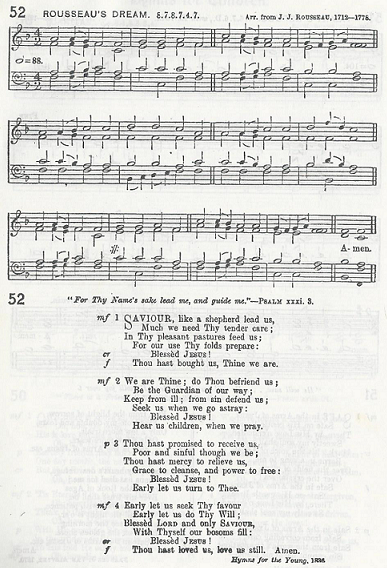 52 ROUSSEAU'S DREAM. 8.7.8.7.4.7. Arr. from J. J. ROUSSEAU, 1712—1778.
=88.
A- men.
52 "For Thy Name's sake lead me, and guide me."—PSALM xxxi. 3.
mf 1 SAVIOUR, like a shepherd lead us,
Much we need Thy tender care;
In Thy pleasant pastures feed us;
For our use Thy folds prepare:
cr Blessèd JESUS!
f Thou hast bought us, Thine we are.
mf 2 We are Thine; do Thou befriend us;
Be the Guardian of our way;
Keep from ill; from sin defend us;
Seek us when we go astray:
Blessèd JESUS!
Hear us children, when we pray.
p 3 Thou hast promised to receive us,
Poor and sinful though we be;
Thou hast mercy to relieve us,
Grace to cleanse, and power to free:
Blessèd JESUS!
Early let us turn to Thee.
mf 4 Early let us seek Thy favour
Early let us do Thy Will;
Blessèd LORD and only SAVIOUR,
With Thyself our bosoms fill:
cr Blessèd JESUS!
f Thou hast loved us, love us still. Amen.
Hymns for the Young, 1836